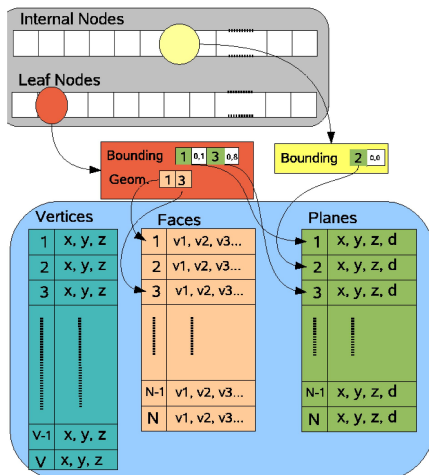 Internal Nodes
Leaf Nodes
Bounding 1 0,1 3 0,8
Geom. 1 3
Bounding 2 0,0
Vertices
1 x, y, z
2 x, y, z
3 x, y, z
V-1 x, y, z
V x, y, z
Faces
1 v1, v2, v3...
2 v1, v2, v3...
3 v1, v2, v3...
N-1 v1, v2, v3...
N v1, v2, v3...
Planes
1 x, y, z, d
2 x, y, z, d
3 x, y, z, d
N-1 x, y, z, d
N x, y, z, d